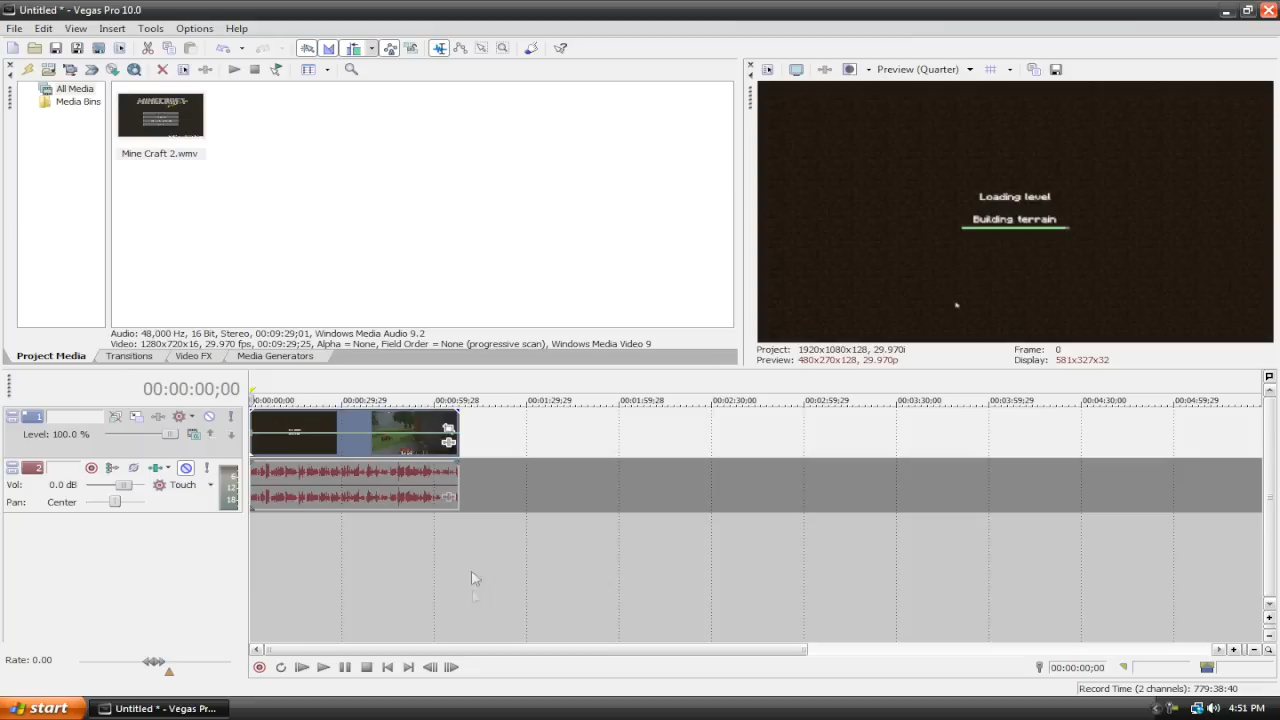 Untitled * - Vegas Pro 10.0
File Edit View Insert Tools Options Help
Preview (Quarter)
All Media
Media Bins
MINECRAFT
Mine Craft 2.wmv
Loading level
Building terrain
Audio: 48,000 Hz, 16 Bit, Stereo, 00:09:29;01, Windows Media Audio 9.2
Video: 1280x720x16, 29.970 fps, 00:09:29;25, Alpha = None, Field Order = None (progressive scan), Windows Media Video 9
Project Media Transitions Video FX Media Generators
Project: 1920x1080x128, 29.970i Frame: 0
Preview: 480x270x128, 29.970p Display: 581x327x32
00:00:00;00
00:00:00;00 00:00:29;29 00:00:59;28 00:01:29;29 00:01:59;28 00:02:30;00 00:02:59;29 00:03:30;00 00:03:59;29 00:04:30;00 00:04:59;29
1
Level: 100.0 %
2
Vol: 0.0 dB Touch
Pan: Center
6
12
18
Rate: 0.00
00:00:00;00
Record Time (2 channels): 779:38:40
start Untitled * - Vegas Pr... 4:51 PM